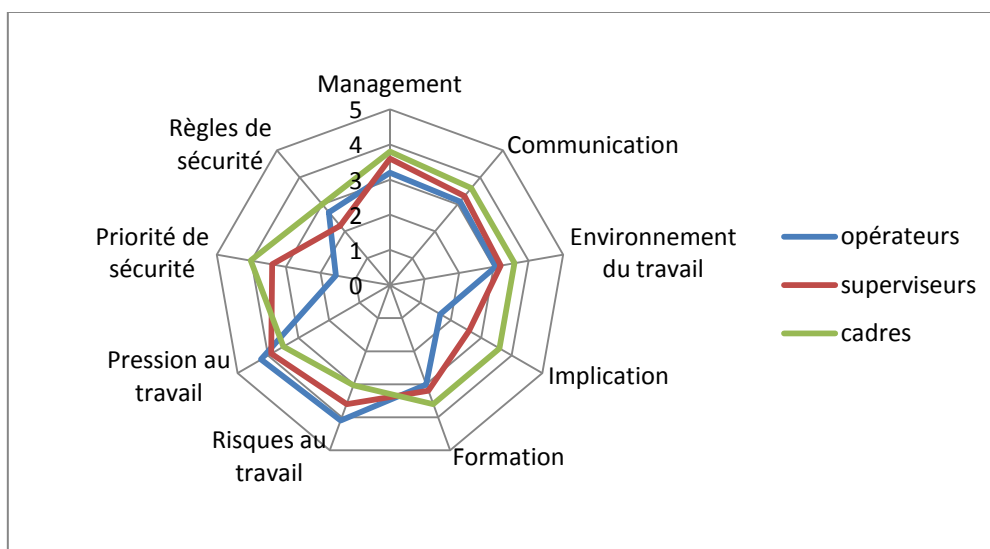 Management
Communication
Environnement
du travail
Implication
Formation
Risques au
travail
Pression au
travail
Priorité de
sécurité
Règles de
sécurité
5
4
3
2
1
0
opérateurs
superviseurs
cadres